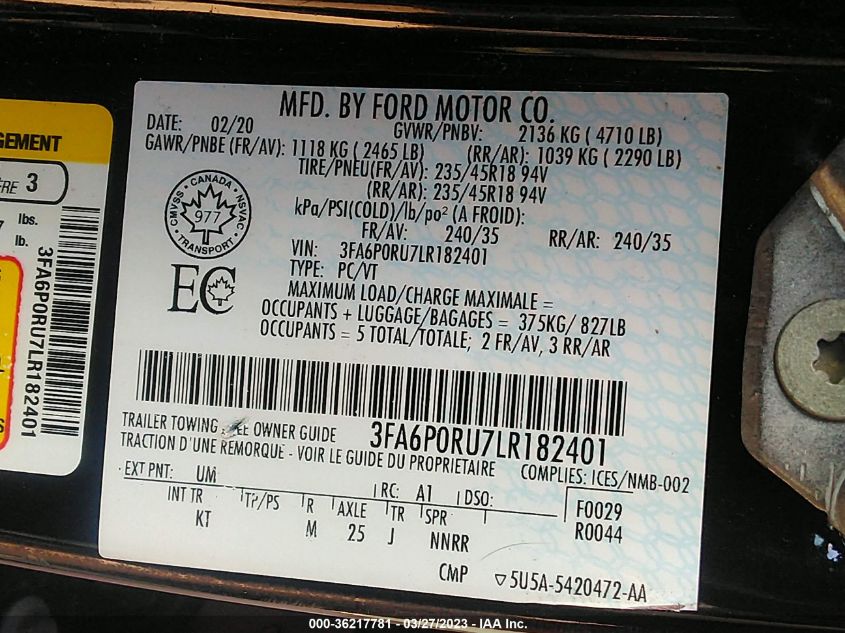 GEMENT
ÈRE 3
lbs.
lb.
3FA6P0RU7LR182401
MFD. BY FORD MOTOR CO.
DATE: 02/20 GVWR/PNBV: 2136 KG ( 4710 LB)
GAWR/PNBE (FR/AV): 1118 KG ( 2465 LB) (RR/AR): 1039 KG ( 2290 LB)
TIRE/PNEU(FR/AV): 235/45R18 94V
(RR/AR): 235/45R18 94V
kPa/PSI(COLD)/lb/po² (A FROID):
FR/AV: 240/35 RR/AR: 240/35
CMVSS CANADA NSVAC
977
TRANSPORT
VIN: 3FA6P0RU7LR182401
TYPE: PC/VT
EC
MAXIMUM LOAD/CHARGE MAXIMALE =
OCCUPANTS + LUGGAGE/BAGAGES = 375KG/ 827LB
OCCUPANTS = 5 TOTAL/TOTALE; 2 FR/AV, 3 RR/AR
TRAILER TOWING OWNER GUIDE 3FA6P0RU7LR182401
TRACTION D'UNE REMORQUE - VOIR LE GUIDE DU PROPRIETAIRE COMPLIES: ICES/NMB-002
EXT PNT: UM RC: A1 DSO: F0029
INT TR TP/PS R AXLE TR SPR R0044
KT M 25 J NNRR
CMP 5U5A-5420472-AA
000-36217781 - 03/27/2023 - IAA Inc.